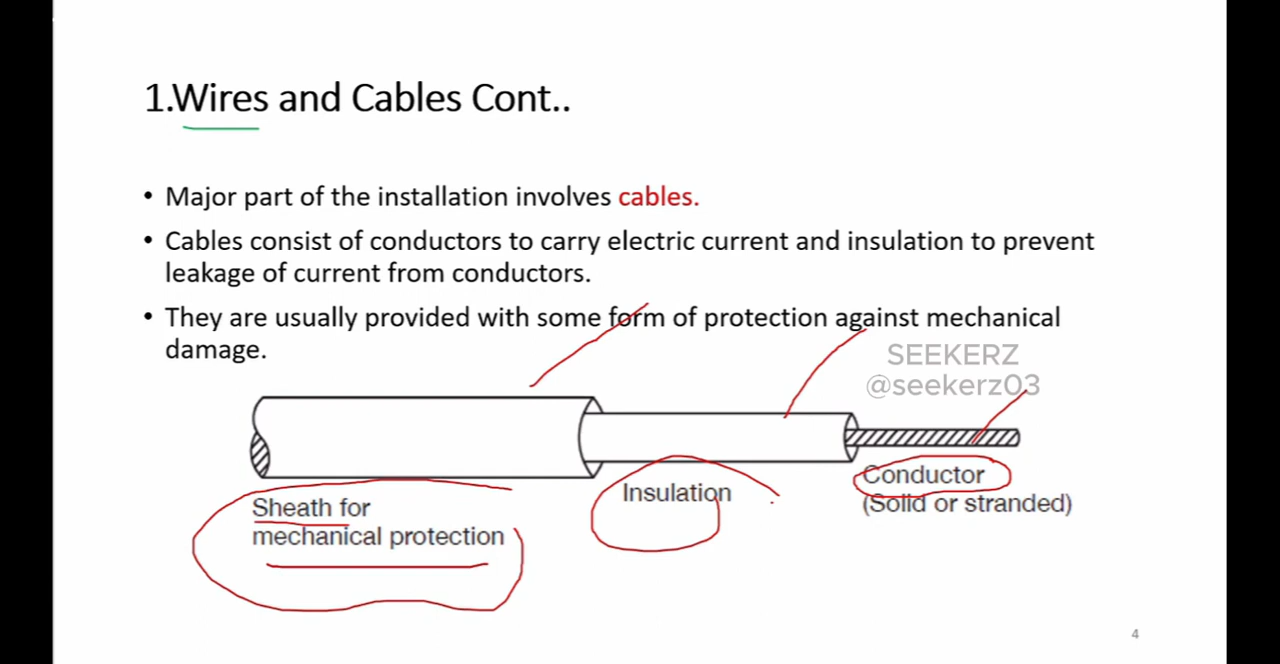 1.Wires and Cables Cont..
• Major part of the installation involves cables.
• Cables consist of conductors to carry electric current and insulation to prevent
leakage of current from conductors.
• They are usually provided with some form of protection against mechanical
damage.
SEEKERZ
@seekerz03
Sheath for
mechanical protection
Insulation
Conductor
(Solid or stranded)
4